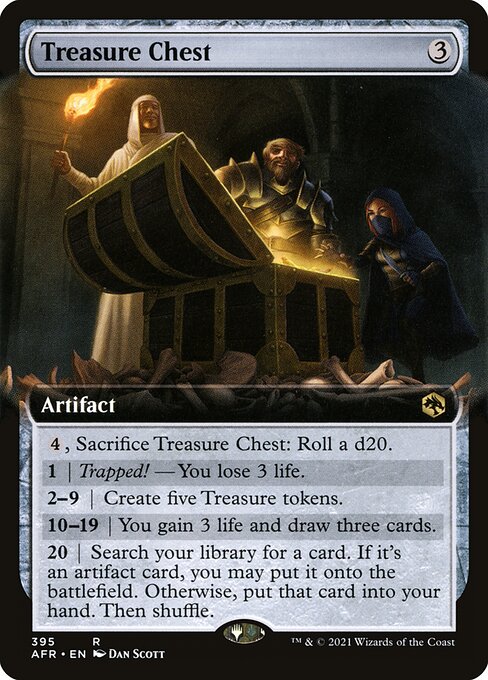 Treasure Chest 3
Artifact
4, Sacrifice Treasure Chest: Roll a d20.
1 | Trapped! — You lose 3 life.
2–9 | Create five Treasure tokens.
10–19 | You gain 3 life and draw three cards.
20 | Search your library for a card. If it's
an artifact card, you may put it onto the
battlefield. Otherwise, put that card into your
hand. Then shuffle.
395 R
AFR • EN Dan Scott
™ & © 2021 Wizards of the Coast